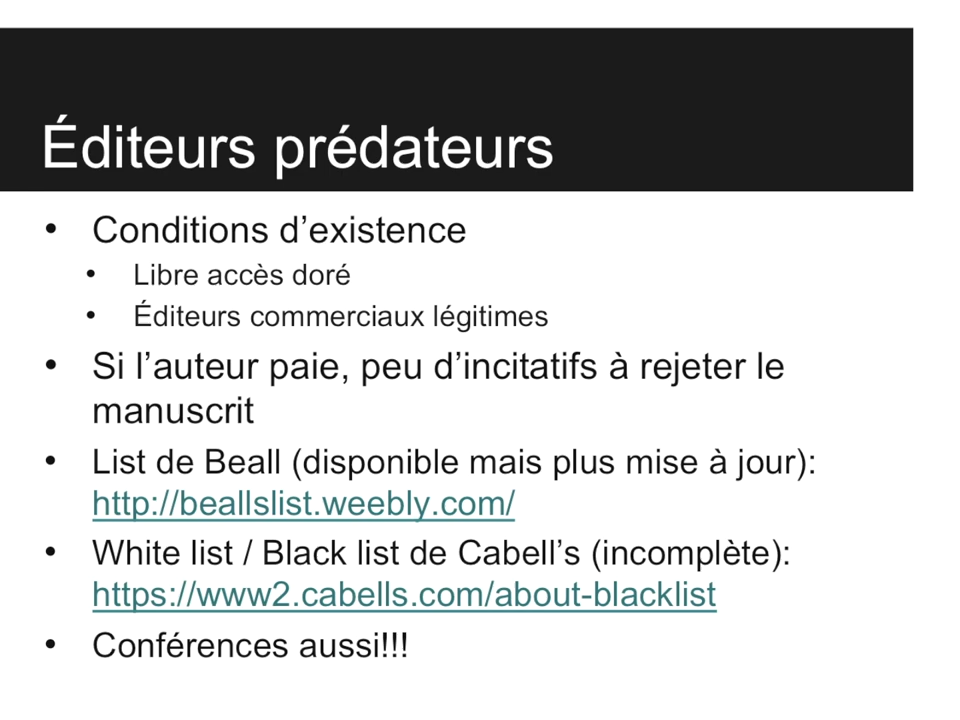 Éditeurs prédateurs
• Conditions d’existence
• Libre accès doré
• Éditeurs commerciaux légitimes
• Si l’auteur paie, peu d’incitatifs à rejeter le
manuscrit
• List de Beall (disponible mais plus mise à jour):
http://beallslist.weebly.com/
• White list / Black list de Cabell’s (incomplète):
https://www2.cabells.com/about-blacklist
• Conférences aussi!!!